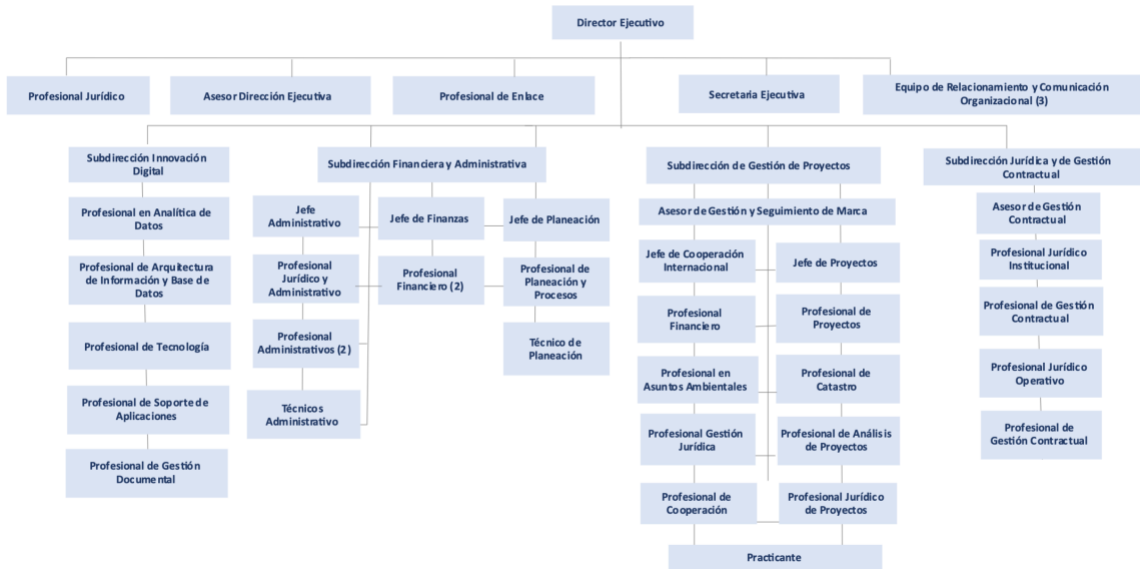 Director Ejecutivo
Profesional Jurídico
Asesor Dirección Ejecutiva
Profesional de Enlace
Secretaria Ejecutiva
Equipo de Relacionamiento y Comunicación
Organizacional (3)
Subdirección Innovación
Digital
Profesional en Analítica de
Datos
Profesional de Arquitectura
de Información y Base de
Datos
Profesional de Tecnología
Profesional de Soporte de
Aplicaciones
Profesional de Gestión
Documental
Subdirección Financiera y Administrativa
Jefe
Administrativo
Profesional
Jurídico y
Administrativo
Profesional
Administrativos (2)
Técnicos
Administrativo
Jefe de Finanzas
Profesional
Financiero (2)
Jefe de Planeación
Profesional de
Planeación y
Procesos
Técnico de
Planeación
Subdirección de Gestión de Proyectos
Asesor de Gestión y Seguimiento de Marca
Jefe de Cooperación
Internacional
Profesional
Financiero
Profesional en
Asuntos Ambientales
Profesional Gestión
Jurídica
Profesional de
Cooperación
Jefe de Proyectos
Profesional de
Proyectos
Profesional de
Catastro
Profesional de Análisis
de Proyectos
Profesional Jurídico
de Proyectos
Practicante
Subdirección Jurídica y de Gestión
Contractual
Asesor de Gestión
Contractual
Profesional Jurídico
Institucional
Profesional de Gestión
Contractual
Profesional Jurídico
Operativo
Profesional de
Gestión Contractual